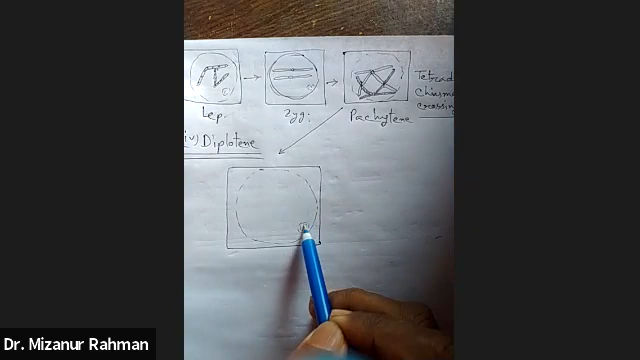 Lep.
Zyg.
Pachytene
Tetrad
Chiasma
crossing
(iv) Diplotene
Dr. Mizanur Rahman